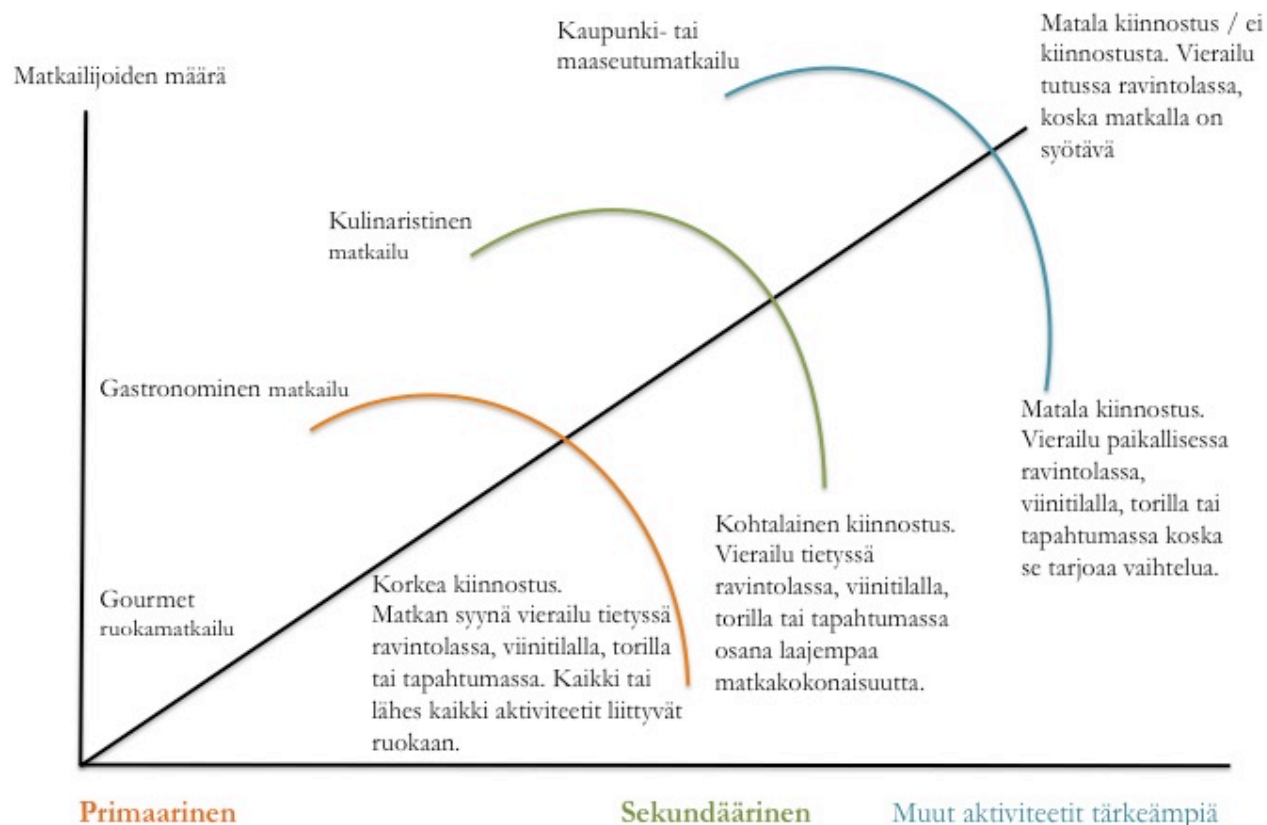 Matkailijoiden määrä
Kaupunki- tai
maaseutumatkailu
Matala kiinnostus / ei
kiinnostusta. Vierailu
tutussa ravintolassa,
koska matkalla on
syötävä
Kulinaristinen
matkailu
Gastronominen matkailu
Matala kiinnostus.
Vierailu paikallisessa
ravintolassa,
viinitilalla, torilla tai
tapahtumassa koska
se tarjoaa vaihtelua.
Kohtalainen kiinnostus.
Vierailu tietyssä
ravintolassa, viinitilalla,
torilla tai tapahtumassa
osana laajempaa
matkakokonaisuutta.
Gourmet
ruokamatkailu
Korkea kiinnostus.
Matkan syynä vierailu tietyssä
ravintolassa, viinitilalla, torilla
tai tapahtumassa. Kaikki tai
lähes kaikki aktiviteetit liittyvät
ruokaan.
Primaarinen
Sekundäärinen
Muut aktiviteetit tärkeämpiä